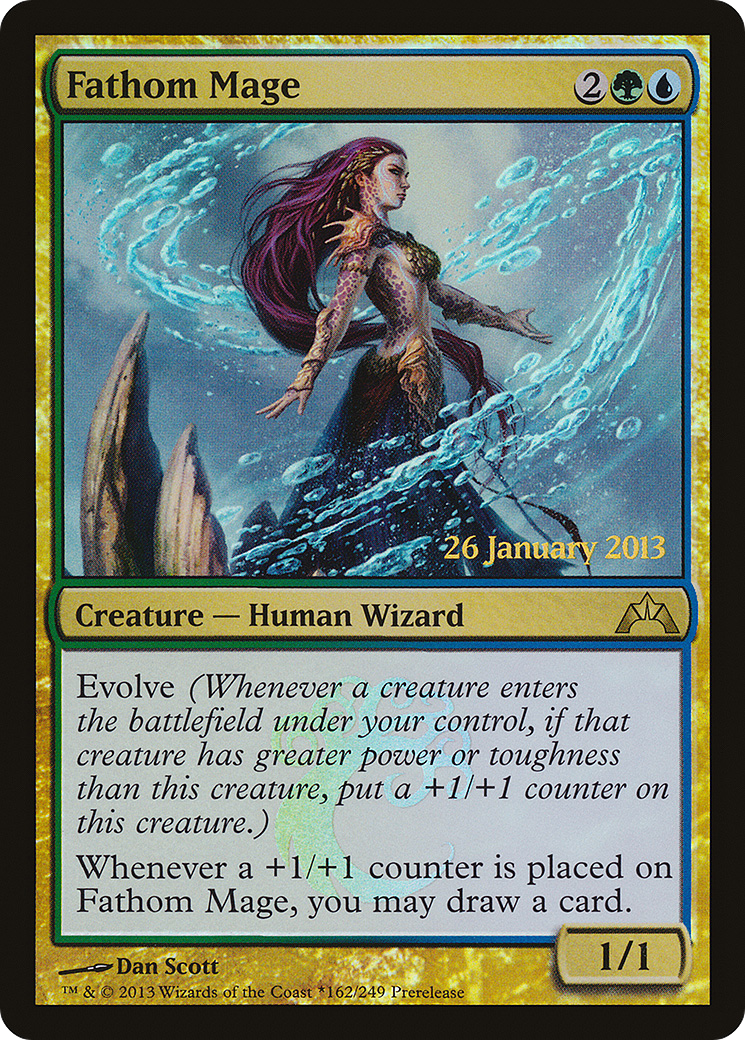 Fathom Mage 2
26 January 2013
Creature — Human Wizard
Evolve (Whenever a creature enters
the battlefield under your control, if that
creature has greater power or toughness
than this creature, put a +1/+1 counter on
this creature.)
Whenever a +1/+1 counter is placed on
Fathom Mage, you may draw a card.
1/1
Dan Scott
™ & © 2013 Wizards of the Coast *162/249 Prerelease